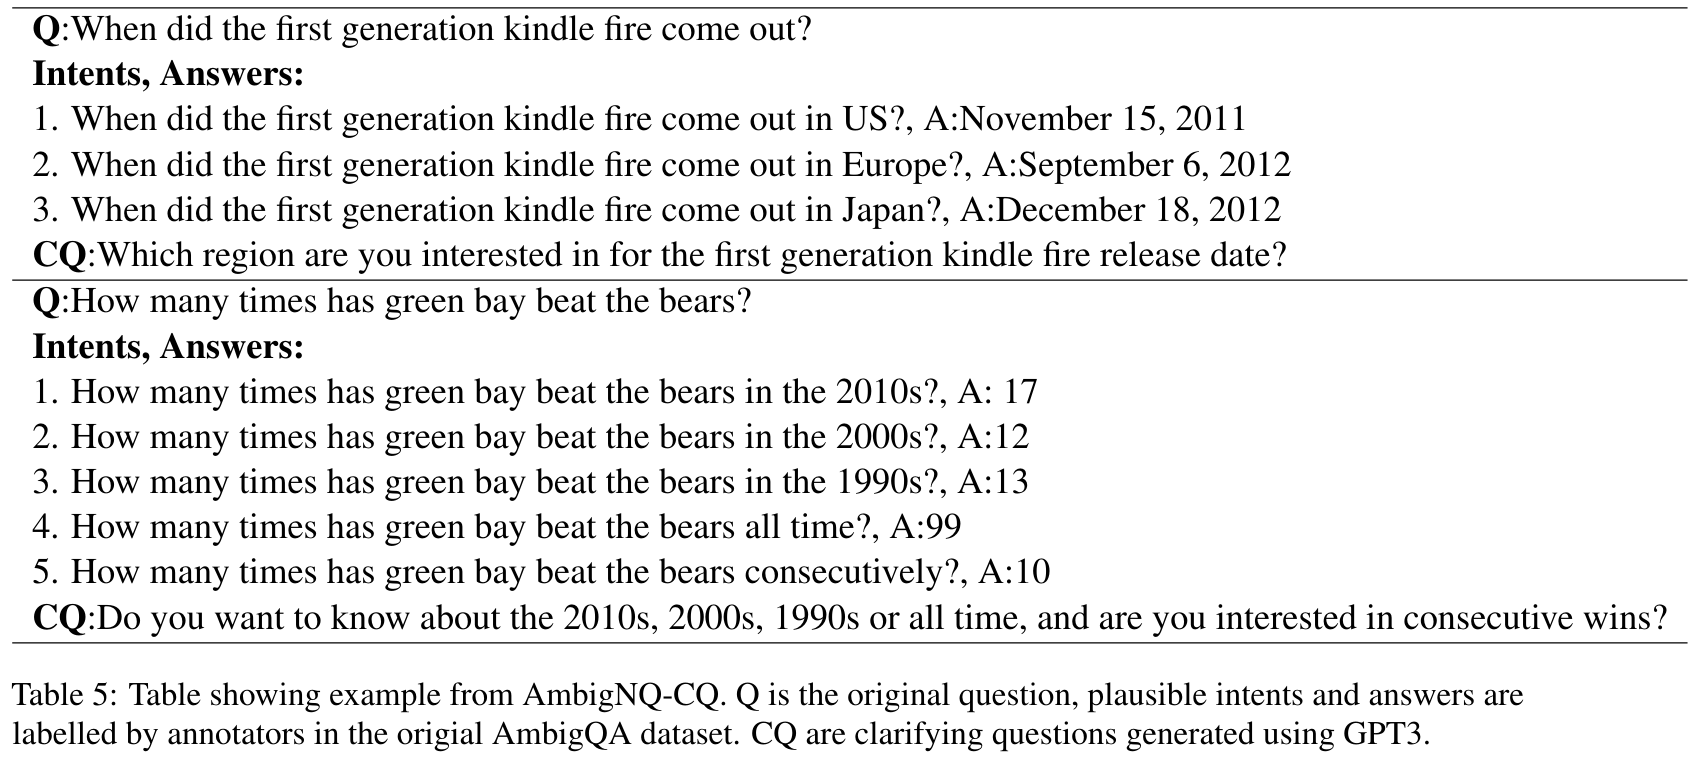 Q:When did the first generation kindle fire come out?
Intents, Answers:
1. When did the first generation kindle fire come out in US?, A:November 15, 2011
2. When did the first generation kindle fire come out in Europe?, A:September 6, 2012
3. When did the first generation kindle fire come out in Japan?, A:December 18, 2012
CQ:Which region are you interested in for the first generation kindle fire release date?
Q:How many times has green bay beat the bears?
Intents, Answers:
1. How many times has green bay beat the bears in the 2010s?, A: 17
2. How many times has green bay beat the bears in the 2000s?, A:12
3. How many times has green bay beat the bears in the 1990s?, A:13
4. How many times has green bay beat the bears all time?, A:99
5. How many times has green bay beat the bears consecutively?, A:10
CQ:Do you want to know about the 2010s, 2000s, 1990s or all time, and are you interested in consecutive wins?
Table 5: Table showing example from AmbigNQ-CQ. Q is the original question, plausible intents and answers are
labelled by annotators in the origial AmbigQA dataset. CQ are clarifying questions generated using GPT3.